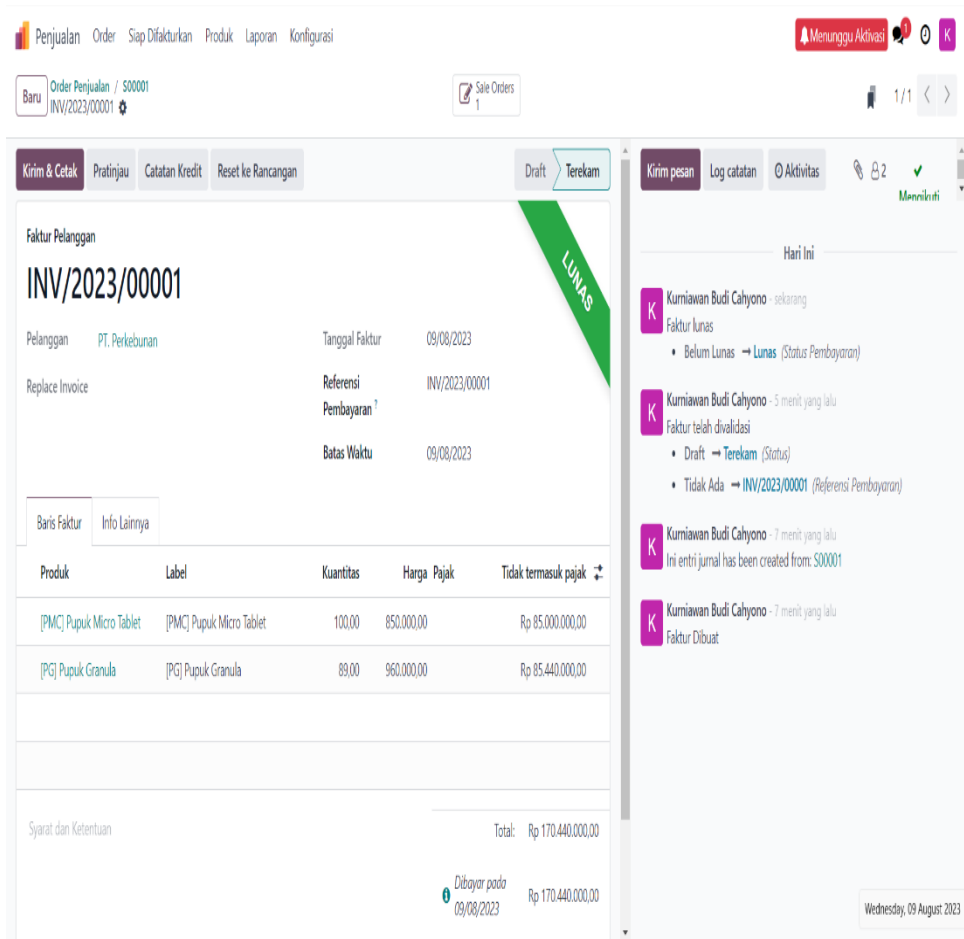 Penjualan Order Siap Difakturkan Produk Laporan Konfigurasi
Menunggu Aktivasi 1 K
Baru
Order Penjualan / S00001
INV/2023/00001
Sale Orders
1
1/1
Kirim & Cetak Pratinjau Catatan Kredit Reset ke Rancangan
Draft Terekam
Faktur Pelanggan
INV/2023/00001
LUNAS
Pelanggan PT. Perkebunan
Tanggal Faktur 09/08/2023
Replace Invoice
Referensi Pembayaran ? INV/2023/00001
Batas Waktu 09/08/2023
Baris Faktur Info Lainnya
Produk Label Kuantitas Harga Pajak Tidak termasuk pajak
[PMC] Pupuk Micro Tablet [PMC] Pupuk Micro Tablet 100,00 850.000,00 Rp 85.000.000,00
[PG] Pupuk Granula [PG] Pupuk Granula 89,00 960.000,00 Rp 85.440.000,00
Syarat dan Ketentuan
Total: Rp 170.440.000,00
Dibayar pada 09/08/2023 Rp 170.440.000,00
Kirim pesan Log catatan Aktivitas 2
Mengikuti
Hari Ini
K
Kurniawan Budi Cahyono - sekarang
Faktur lunas
• Belum Lunas → Lunas (Status Pembayaran)
K
Kurniawan Budi Cahyono - 5 menit yang lalu
Faktur telah divalidasi
• Draft → Terekam (Status)
• Tidak Ada → INV/2023/00001 (Referensi Pembayaran)
K
Kurniawan Budi Cahyono - 7 menit yang lalu
Ini entri jurnal has been created from: S00001
K
Kurniawan Budi Cahyono - 7 menit yang lalu
Faktur Dibuat
Wednesday, 09 August 2023